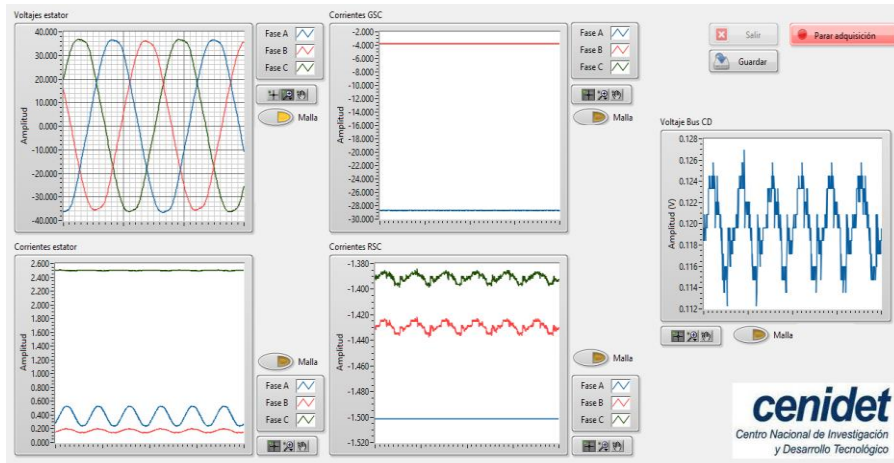 Voltajes estator
40.000
30.000
20.000
10.000
0.000
-10.000
-20.000
-30.000
-40.000
Amplitud
Fase A
Fase B
Fase C
Malla
Corrientes GSC
-2.000
-4.000
-6.000
-8.000
-10.000
-12.000
-14.000
-16.000
-18.000
-20.000
-22.000
-24.000
-26.000
-28.000
-30.000
Amplitud
Fase A
Fase B
Fase C
Malla
Salir
Parar adquisición
Guardar
Voltaje Bus CD
0.128
0.124
0.120
0.116
0.114
0.112
Amplitud (V)
Malla
Corrientes estator
2.600
2.400
2.200
2.000
1.800
1.600
1.400
1.200
1.000
0.800
0.600
0.400
0.200
0.000
Amplitud
Malla
Fase A
Fase B
Fase C
Corrientes RSC
-1.380
-1.400
-1.420
-1.440
-1.460
-1.480
-1.500
-1.520
Amplitud
Malla
Fase A
Fase B
Fase C
cenidet
Centro Nacional de Investigación
y Desarrollo Tecnológico